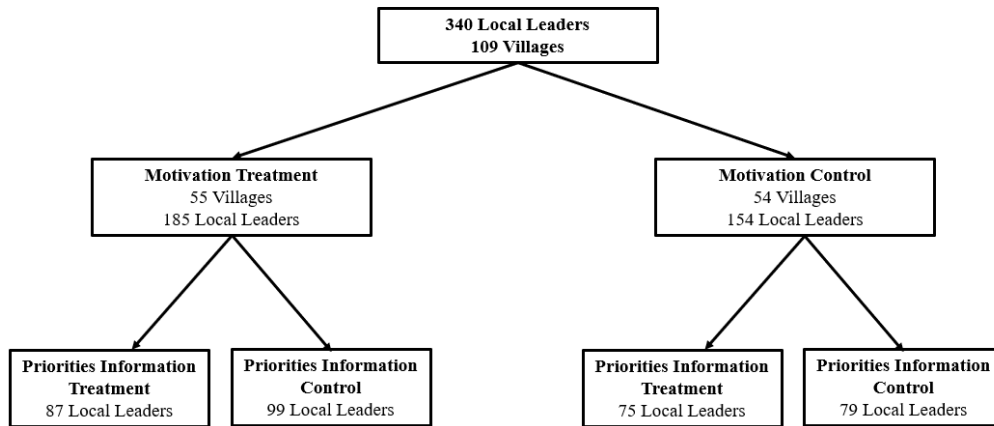 340 Local Leaders
109 Villages
Motivation Treatment
55 Villages
185 Local Leaders
Motivation Control
54 Villages
154 Local Leaders
Priorities Information
Treatment
87 Local Leaders
Priorities Information
Control
99 Local Leaders
Priorities Information
Treatment
75 Local Leaders
Priorities Information
Control
79 Local Leaders